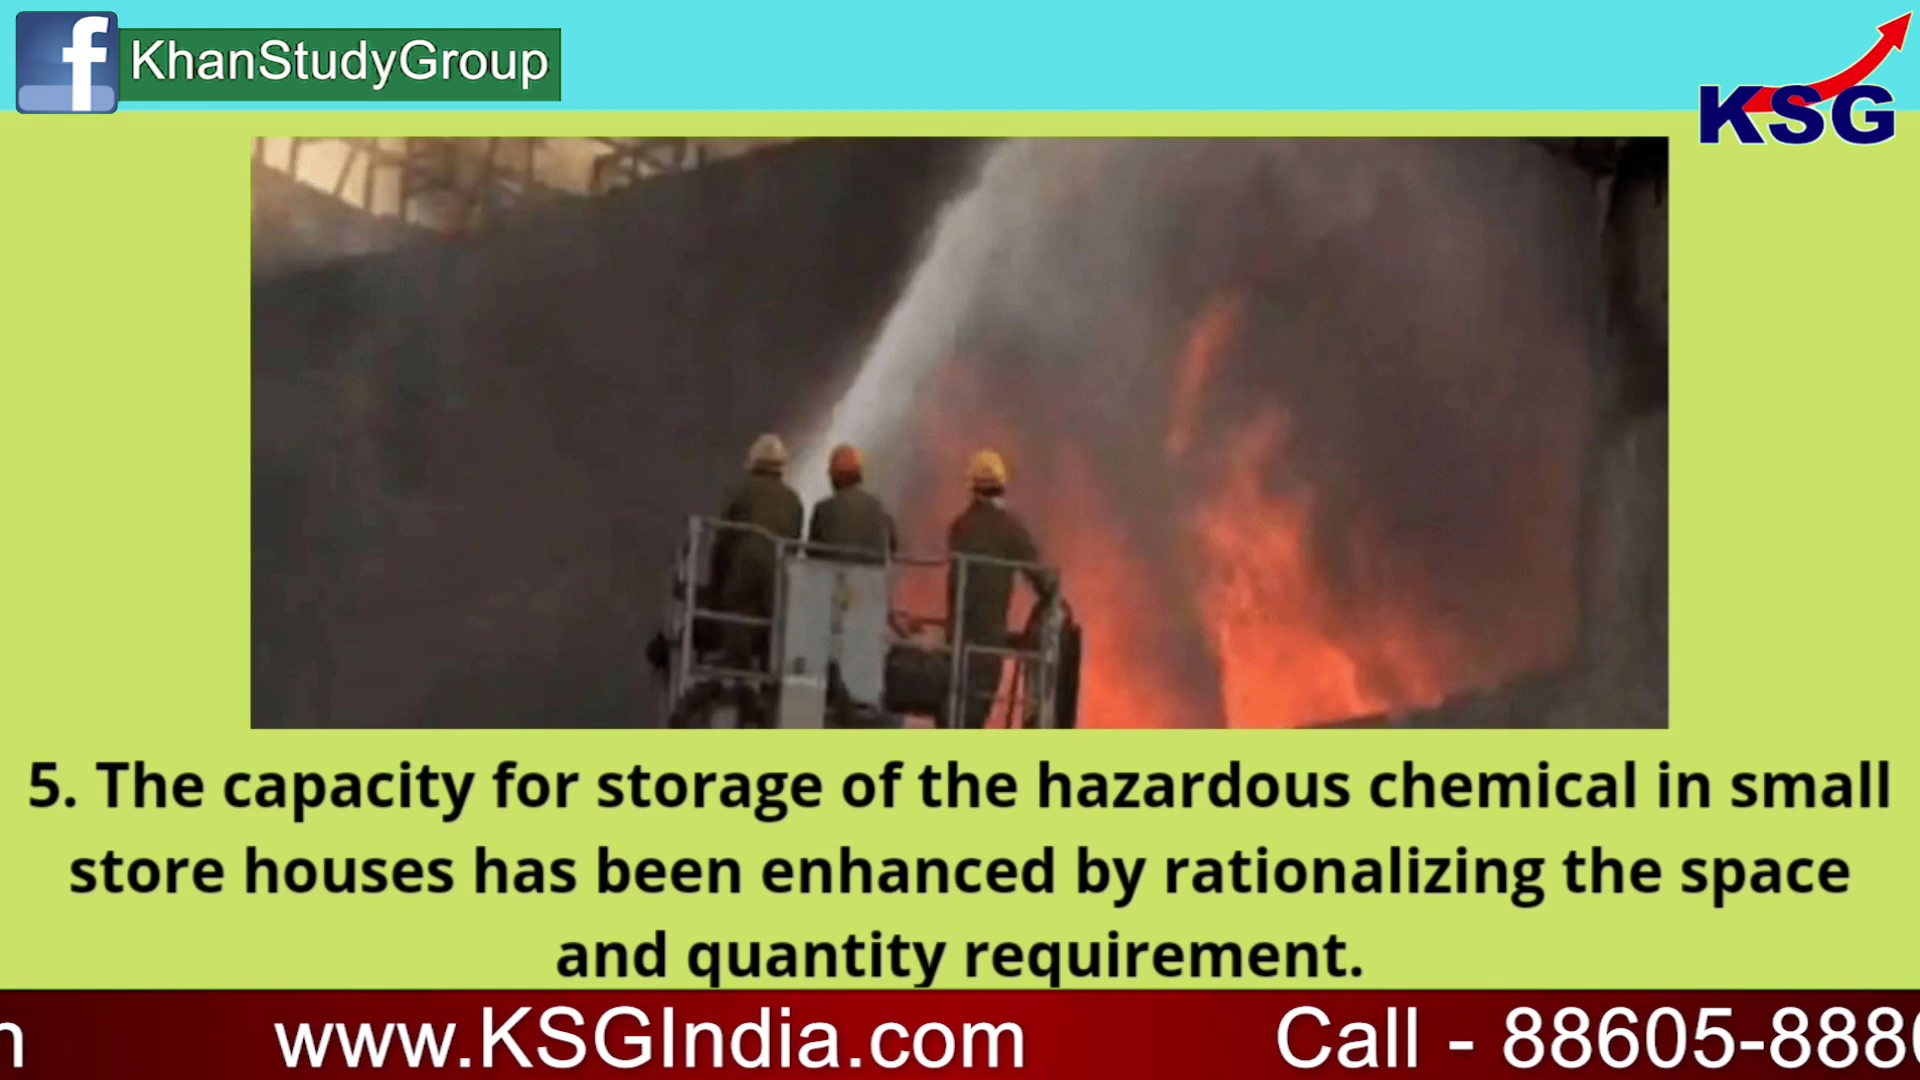 f KhanStudyGroup
KSG
5. The capacity for storage of the hazardous chemical in small
store houses has been enhanced by rationalizing the space
and quantity requirement.
www.KSGIndia.com Call - 88605-888